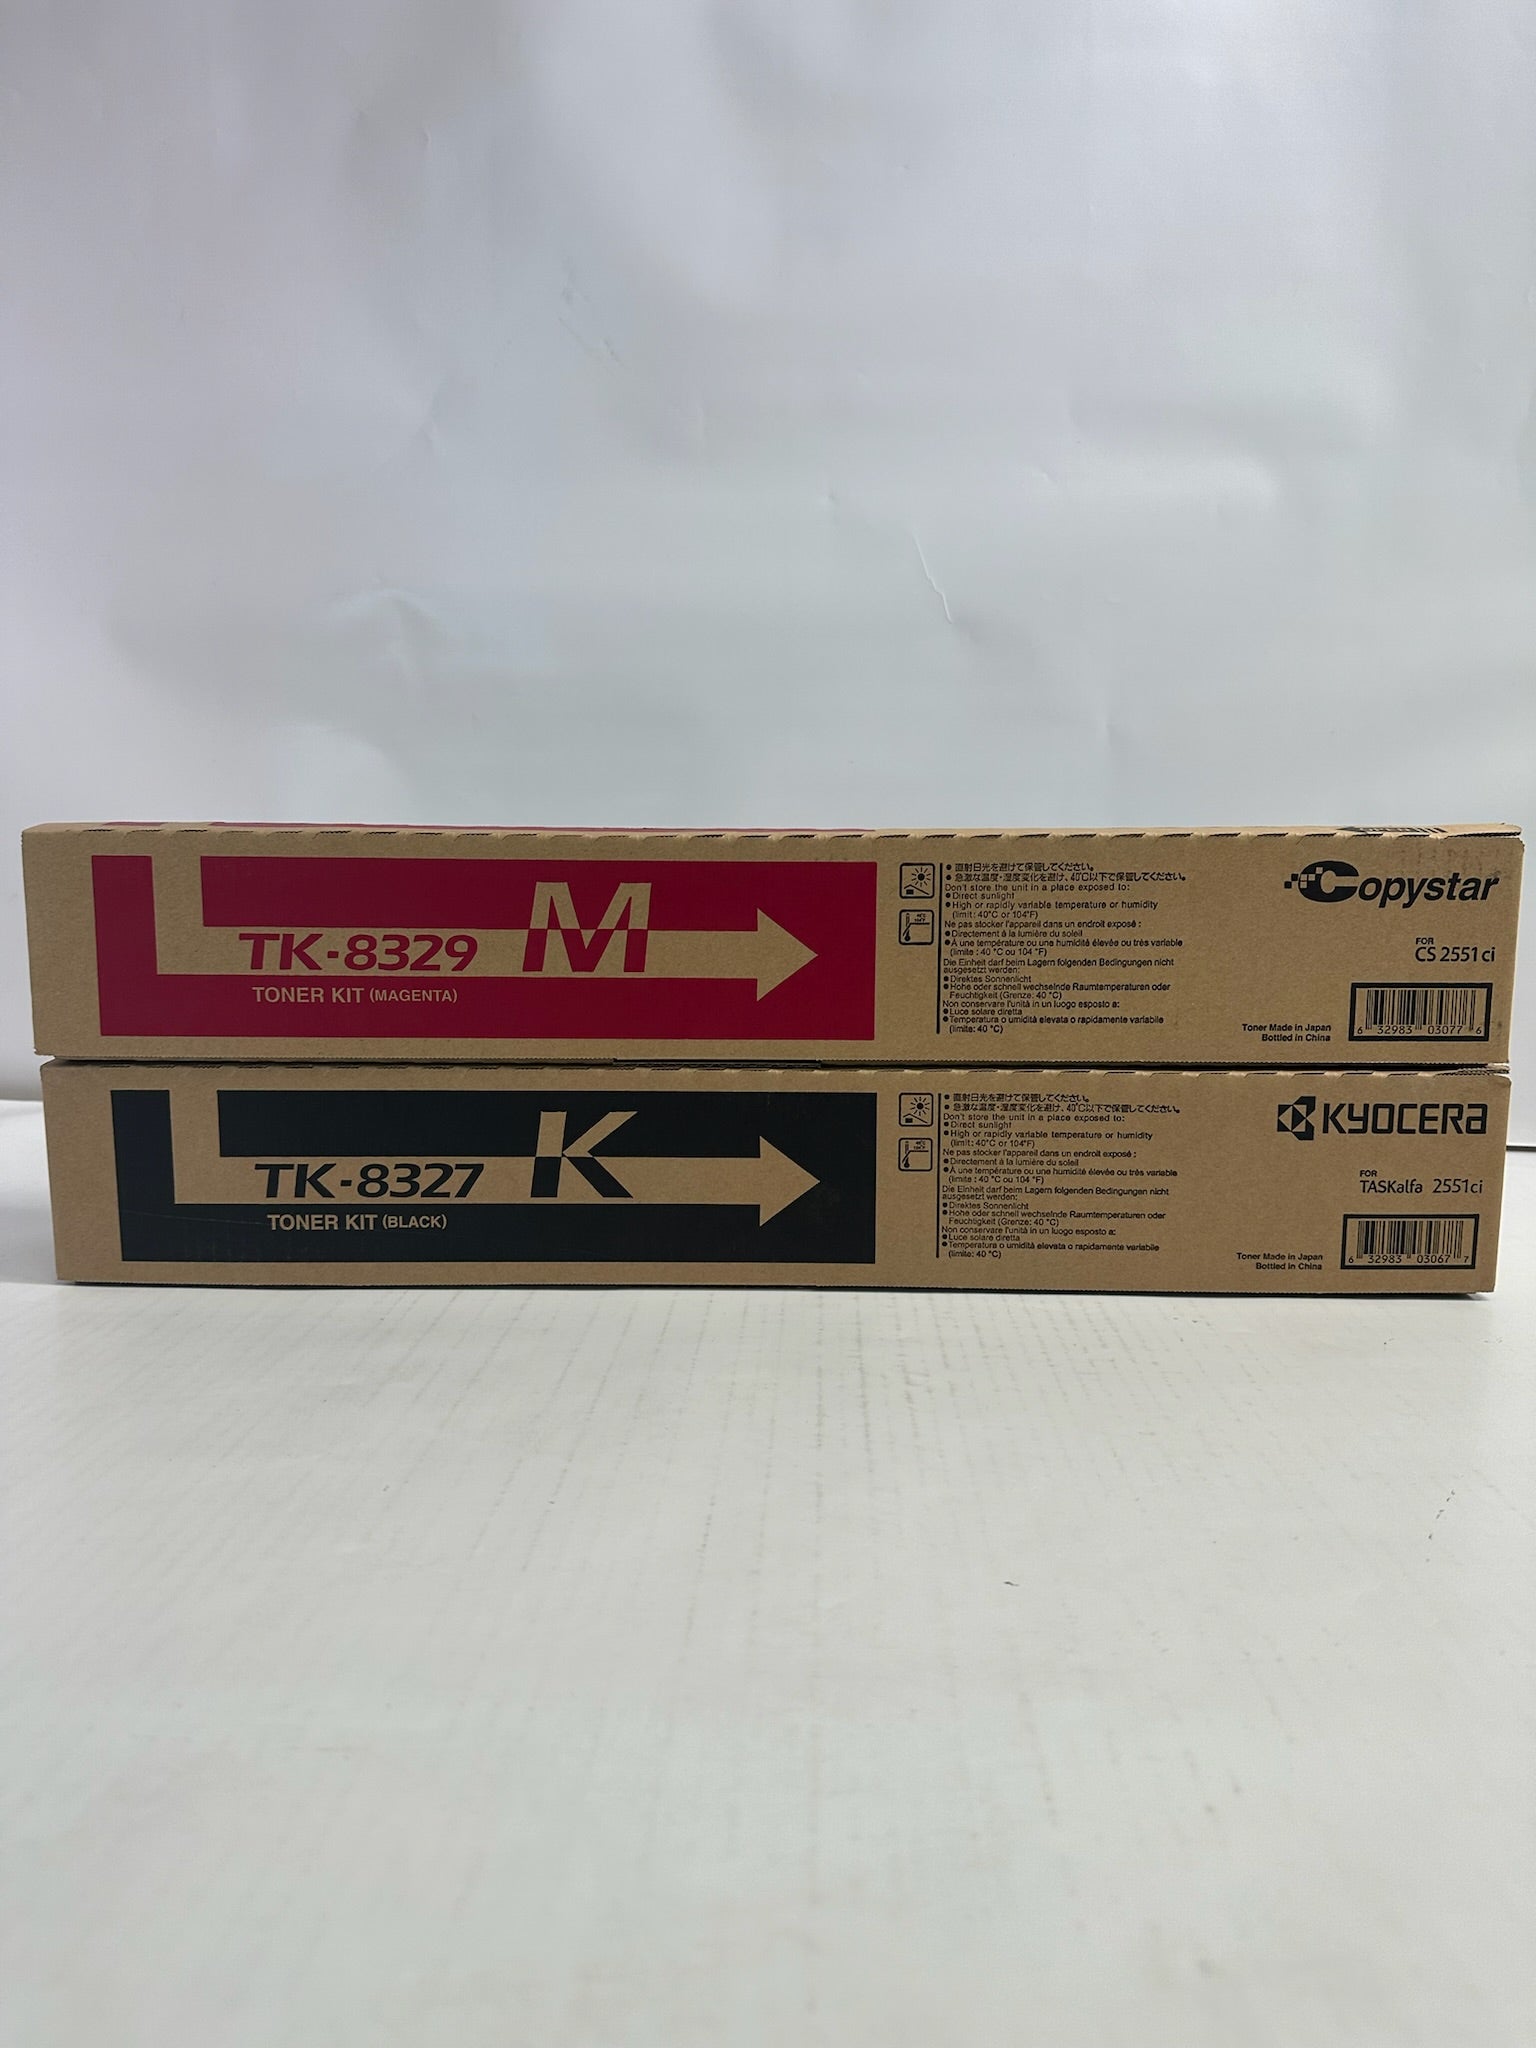 TK-8329 M
TONER KIT (MAGENTA)
● 直射日光を避けて保管してください。
● 急激な温度・湿度変化を避け、40℃以下で保管してください。
Don't store the unit in a place exposed to:
● Direct sunlight
● High or rapidly variable temperature or humidity
(limit: 40°C or 104°F)
Ne pas stocker l'appareil dans un endroit exposé :
● Directement à la lumière du soleil
● À une température ou une humidité élevée ou très variable
(limite : 40 °C ou 104 °F)
Die Einheit darf beim Lagern folgenden Bedingungen nicht
ausgesetzt werden:
● Direktes Sonnenlicht
● Hohe oder schnell wechselnde Raumtemperaturen oder
Feuchtigkeit (Grenze: 40 °C)
Non conservare l'unità in un luogo esposto a:
● Luce solare diretta
● Temperatura o umidità elevata o rapidamente variabile
(limite: 40 °C)
Copystar
FOR
CS 2551ci
Toner Made in Japan
Bottled in China
6 32983 03077 6
TK-8327 K
TONER KIT (BLACK)
● 直射日光を避けて保管してください。
● 急激な温度・湿度変化を避け、40℃以下で保管してください。
Don't store the unit in a place exposed to:
● Direct sunlight
● High or rapidly variable temperature or humidity
(limit: 40°C or 104°F)
Ne pas stocker l'appareil dans un endroit exposé :
● Directement à la lumière du soleil
● À une température ou une humidité élevée ou très variable
(limite : 40 °C ou 104 °F)
Die Einheit darf beim Lagern folgenden Bedingungen nicht
ausgesetzt werden:
● Direktes Sonnenlicht
● Hohe oder schnell wechselnde Raumtemperaturen oder
Feuchtigkeit (Grenze: 40 °C)
Non conservare l'unità in un luogo esposto a:
● Luce solare diretta
● Temperatura o umidità elevata o rapidamente variabile
(limite: 40 °C)
KYOCERA
FOR
TASKalfa 2551ci
Toner Made in Japan
Bottled in China
6 32983 03067 7